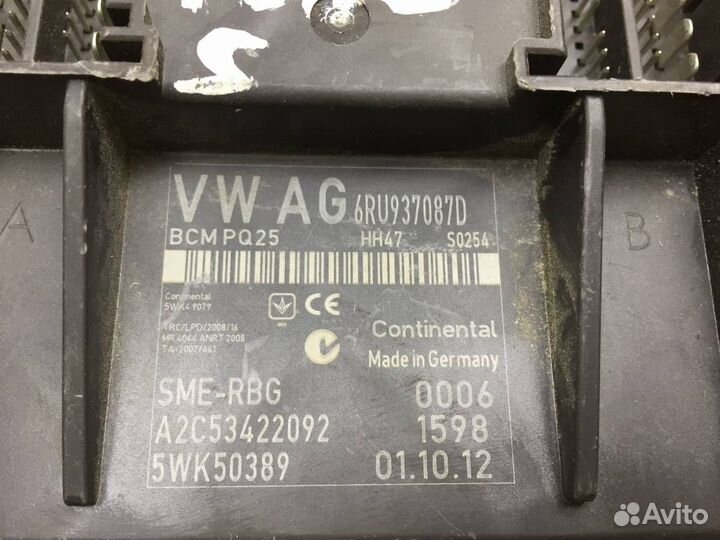 VW AG 6RU937087D
BCM PQ25 HH47 S0254
Continental
5WK4 9079
TRC/LPD/2008/16
MR 4044 ANRT 2008
TA-2007/661
CE
Continental
Made in Germany
SME-RBG 0006
A2C53422092 1598
5WK50389 01.10.12
A
B
Avito